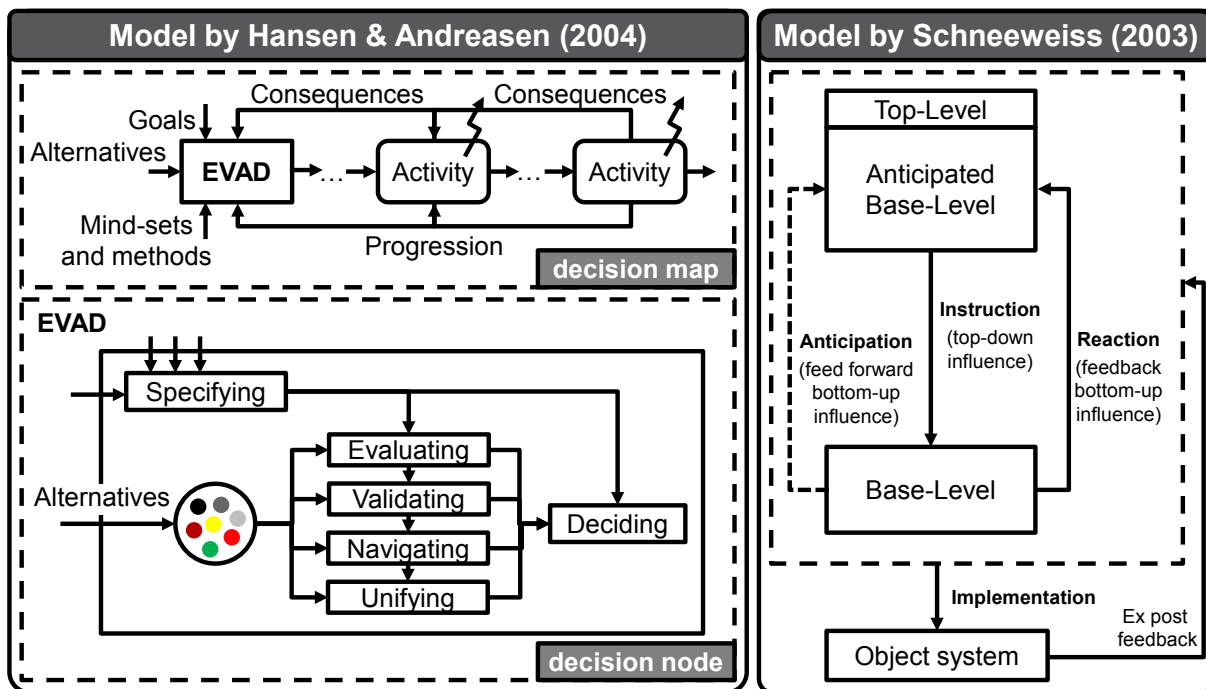 Model by Hansen & Andreasen (2004)
Consequences
Consequences
Goals
Alternatives
EVAD
...
Activity
...
Activity
Mind-sets
and methods
Progression
decision map
EVAD
Specifying
Evaluating
Alternatives
Validating
Deciding
Navigating
Unifying
decision node
Model by Schneeweiss (2003)
Top-Level
Anticipated
Base-Level
Anticipation
(feed forward
bottom-up
influence)
Instruction
(top-down
influence)
Reaction
(feedback
bottom-up
influence)
Base-Level
Implementation
Ex post
feedback
Object system